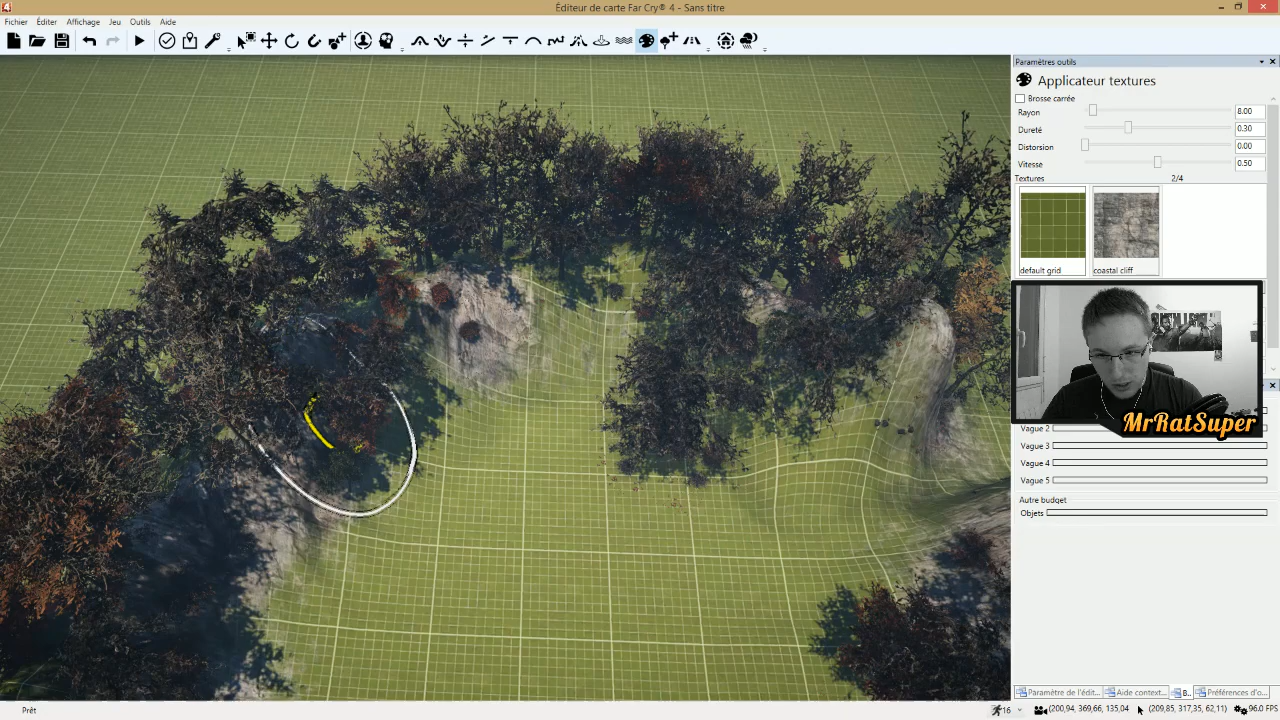 Éditeur de carte Far Cry® 4 - Sans titre
Fichier Éditer Affichage Jeu Outils Aide
Paramètres outils
Applicateur textures
Brosse carrée
Rayon 8.00
Dureté 0.30
Distorsion 0.00
Vitesse 0.50
Textures 2/4
default grid coastal cliff
MrRatSuper
Vague 2
Vague 3
Vague 4
Vague 5
Autre budget
Objets
Paramètre de l'édit... Aide context... B.. Préférences d'o...
Prêt 16 (200,94, 369,66, 135,04) (209,85, 317,35, 62,11) 96.0 FPS